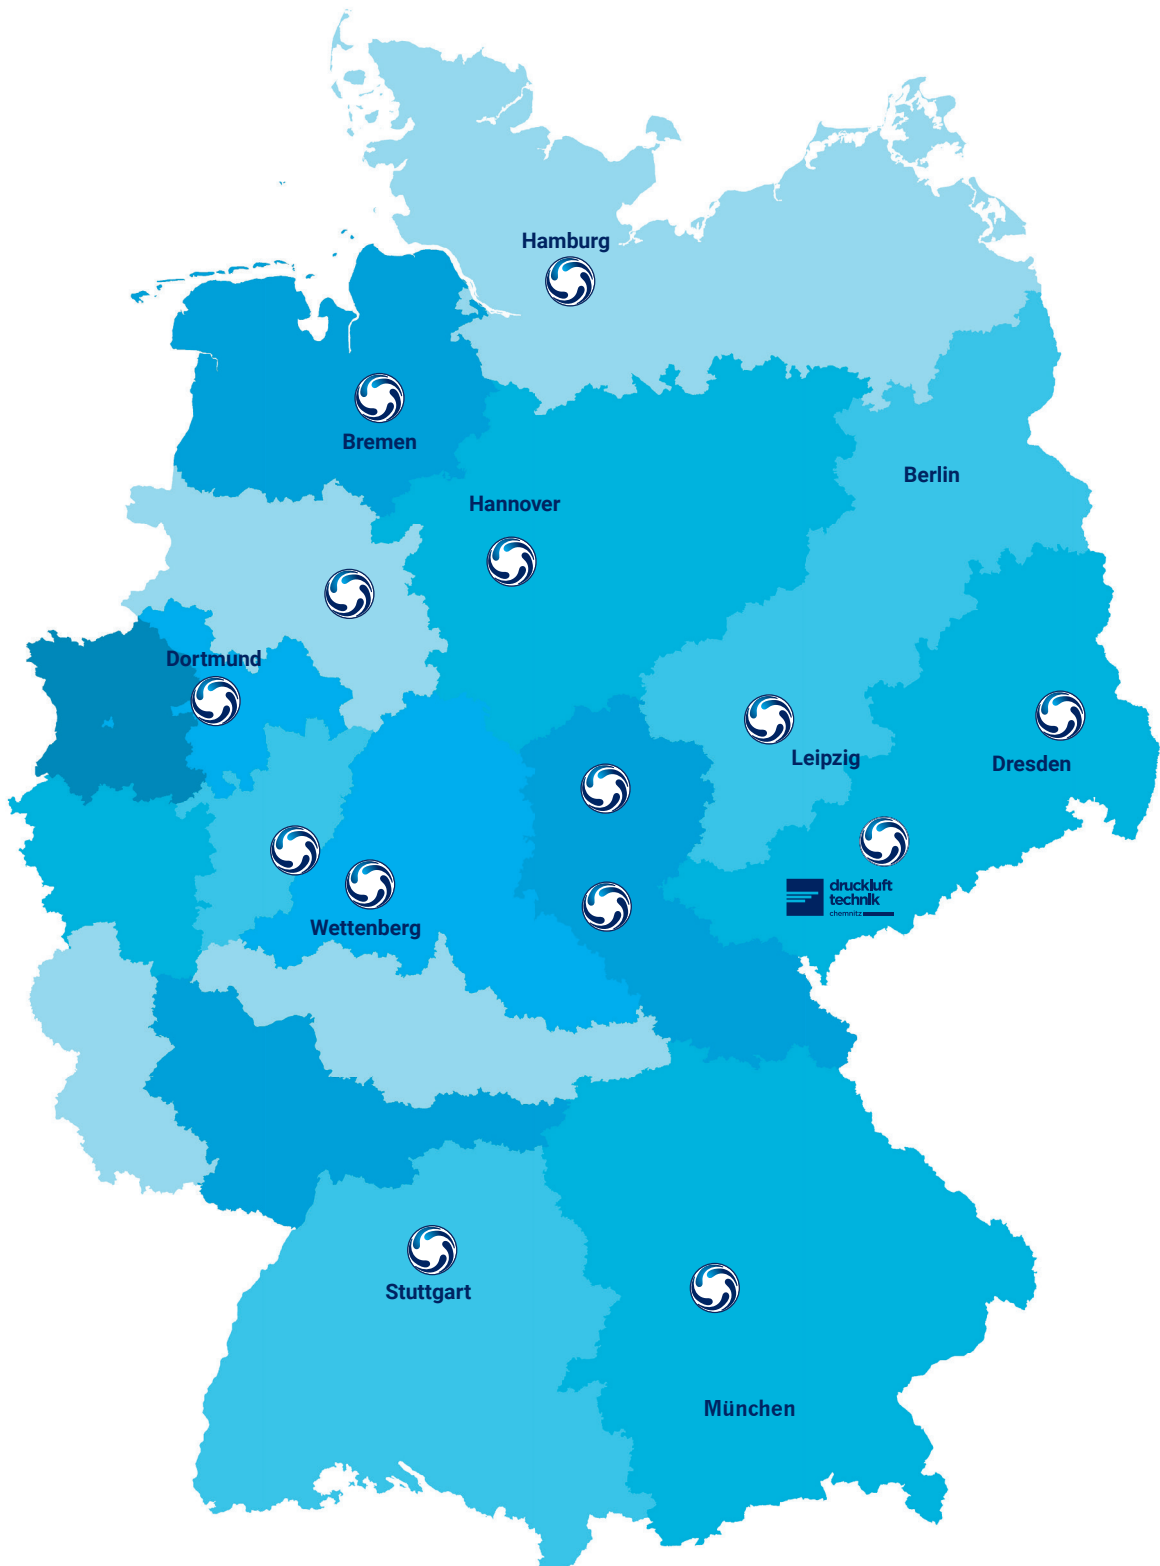 Hamburg
Bremen
Berlin
Hannover
Dortmund
Leipzig
Dresden
druckluft
technik
chemnitz
Wettenberg
Stuttgart
München